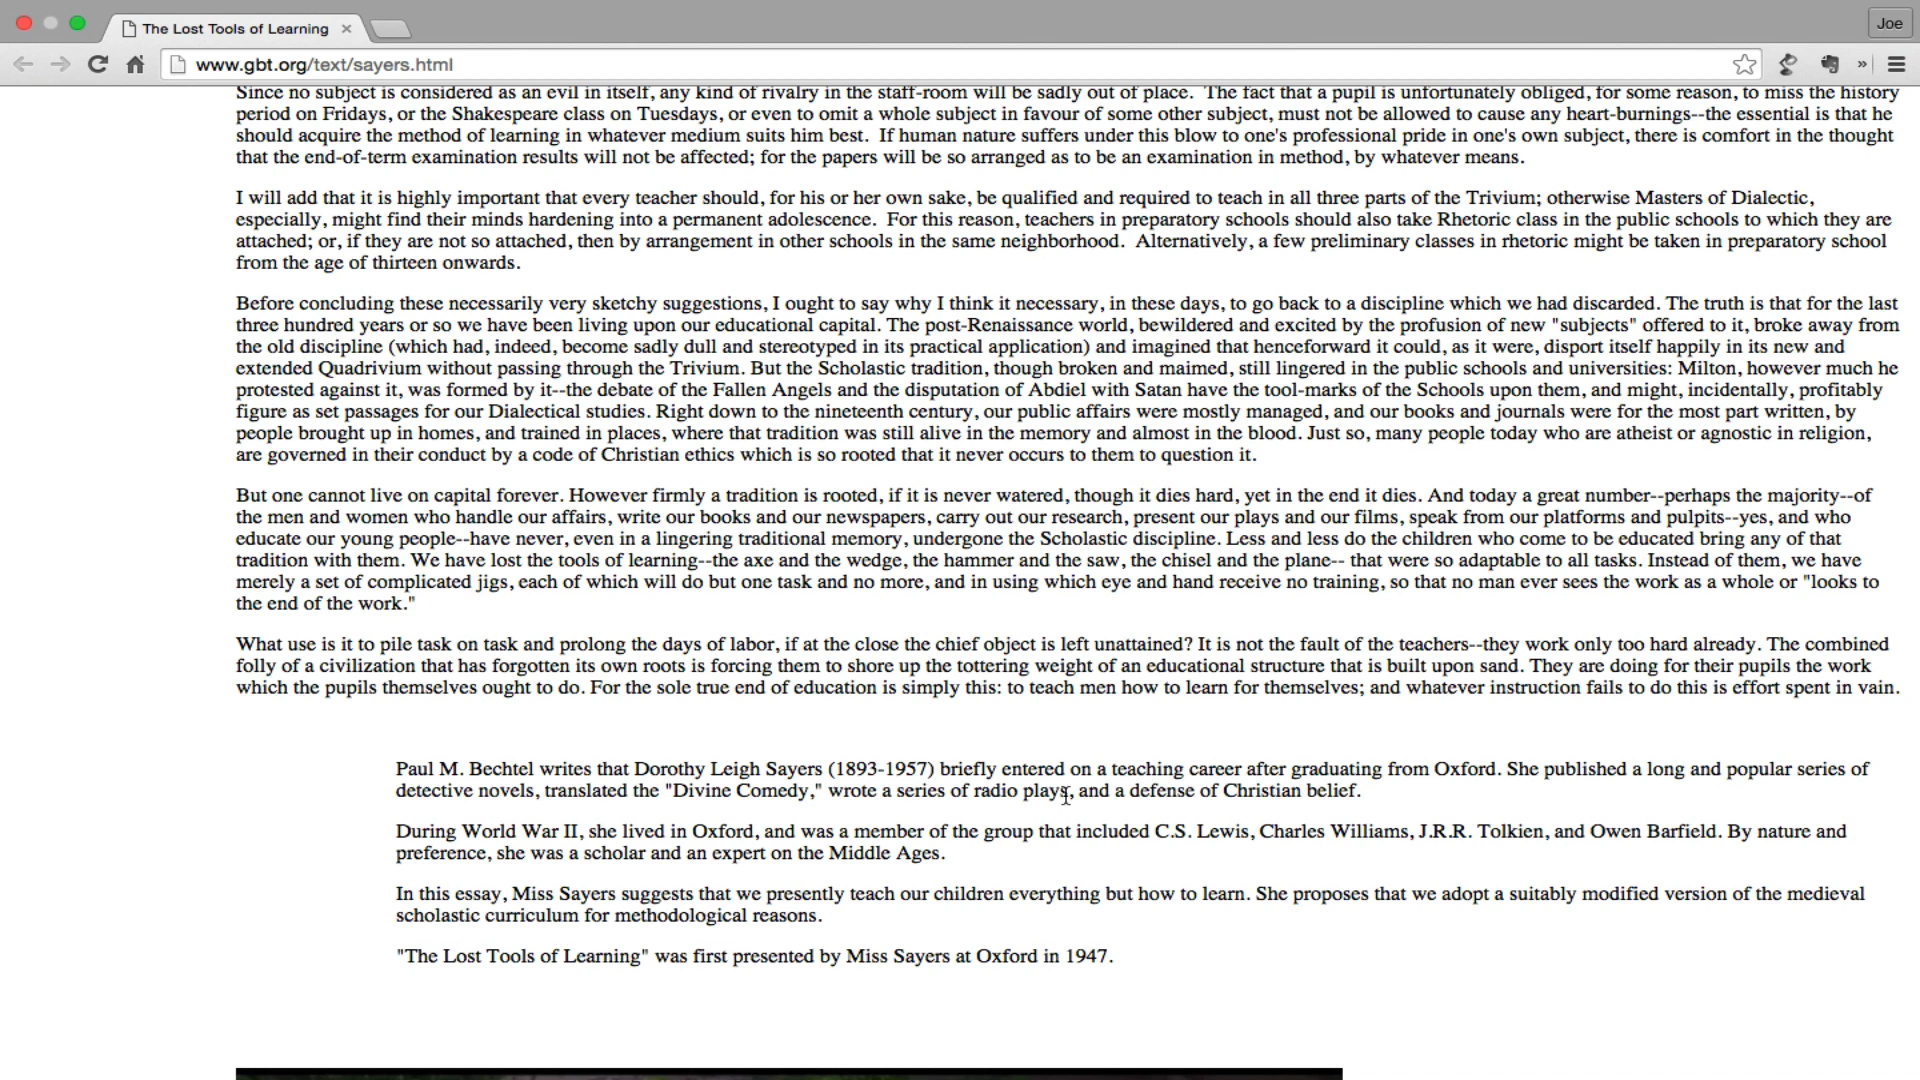 The Lost Tools of Learning
Joe
www.gbt.org/text/sayers.html
Since no subject is considered as an evil in itself, any kind of rivalry in the staff-room will be sadly out of place.  The fact that a pupil is unfortunately obliged, for some reason, to miss the history
period on Fridays, or the Shakespeare class on Tuesdays, or even to omit a whole subject in favour of some other subject, must not be allowed to cause any heart-burnings--the essential is that he
should acquire the method of learning in whatever medium suits him best.  If human nature suffers under this blow to one's professional pride in one's own subject, there is comfort in the thought
that the end-of-term examination results will not be affected; for the papers will be so arranged as to be an examination in method, by whatever means.
I will add that it is highly important that every teacher should, for his or her own sake, be qualified and required to teach in all three parts of the Trivium; otherwise Masters of Dialectic,
especially, might find their minds hardening into a permanent adolescence.  For this reason, teachers in preparatory schools should also take Rhetoric class in the public schools to which they are
attached; or, if they are not so attached, then by arrangement in other schools in the same neighborhood.  Alternatively, a few preliminary classes in rhetoric might be taken in preparatory school
from the age of thirteen onwards.
Before concluding these necessarily very sketchy suggestions, I ought to say why I think it necessary, in these days, to go back to a discipline which we had discarded. The truth is that for the last
three hundred years or so we have been living upon our educational capital. The post-Renaissance world, bewildered and excited by the profusion of new "subjects" offered to it, broke away from
the old discipline (which had, indeed, become sadly dull and stereotyped in its practical application) and imagined that henceforward it could, as it were, disport itself happily in its new and
extended Quadrivium without passing through the Trivium. But the Scholastic tradition, though broken and maimed, still lingered in the public schools and universities: Milton, however much he
protested against it, was formed by it--the debate of the Fallen Angels and the disputation of Abdiel with Satan have the tool-marks of the Schools upon them, and might, incidentally, profitably
figure as set passages for our Dialectical studies. Right down to the nineteenth century, our public affairs were mostly managed, and our books and journals were for the most part written, by
people brought up in homes, and trained in places, where that tradition was still alive in the memory and almost in the blood. Just so, many people today who are atheist or agnostic in religion,
are governed in their conduct by a code of Christian ethics which is so rooted that it never occurs to them to question it.
But one cannot live on capital forever. However firmly a tradition is rooted, if it is never watered, though it dies hard, yet in the end it dies. And today a great number--perhaps the majority--of
the men and women who handle our affairs, write our books and our newspapers, carry out our research, present our plays and our films, speak from our platforms and pulpits--yes, and who
educate our young people--have never, even in a lingering traditional memory, undergone the Scholastic discipline. Less and less do the children who come to be educated bring any of that
tradition with them. We have lost the tools of learning--the axe and the wedge, the hammer and the saw, the chisel and the plane-- that were so adaptable to all tasks. Instead of them, we have
merely a set of complicated jigs, each of which will do but one task and no more, and in using which eye and hand receive no training, so that no man ever sees the work as a whole or "looks to
the end of the work."
What use is it to pile task on task and prolong the days of labor, if at the close the chief object is left unattained? It is not the fault of the teachers--they work only too hard already. The combined
folly of a civilization that has forgotten its own roots is forcing them to shore up the tottering weight of an educational structure that is built upon sand. They are doing for their pupils the work
which the pupils themselves ought to do. For the sole true end of education is simply this: to teach men how to learn for themselves; and whatever instruction fails to do this is effort spent in vain.
Paul M. Bechtel writes that Dorothy Leigh Sayers (1893-1957) briefly entered on a teaching career after graduating from Oxford. She published a long and popular series of
detective novels, translated the "Divine Comedy," wrote a series of radio plays, and a defense of Christian belief.
During World War II, she lived in Oxford, and was a member of the group that included C.S. Lewis, Charles Williams, J.R.R. Tolkien, and Owen Barfield. By nature and
preference, she was a scholar and an expert on the Middle Ages.
In this essay, Miss Sayers suggests that we presently teach our children everything but how to learn. She proposes that we adopt a suitably modified version of the medieval
scholastic curriculum for methodological reasons.
"The Lost Tools of Learning" was first presented by Miss Sayers at Oxford in 1947.